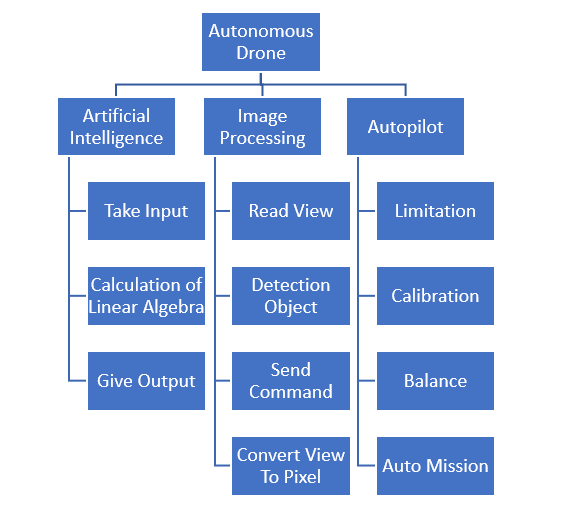 Autonomous
Drone
Artificial
Intelligence
Image
Processing
Autopilot
Take Input
Read View
Limitation
Calculation of
Linear Algebra
Detection
Object
Calibration
Give Output
Send
Command
Balance
Convert View
To Pixel
Auto Mission